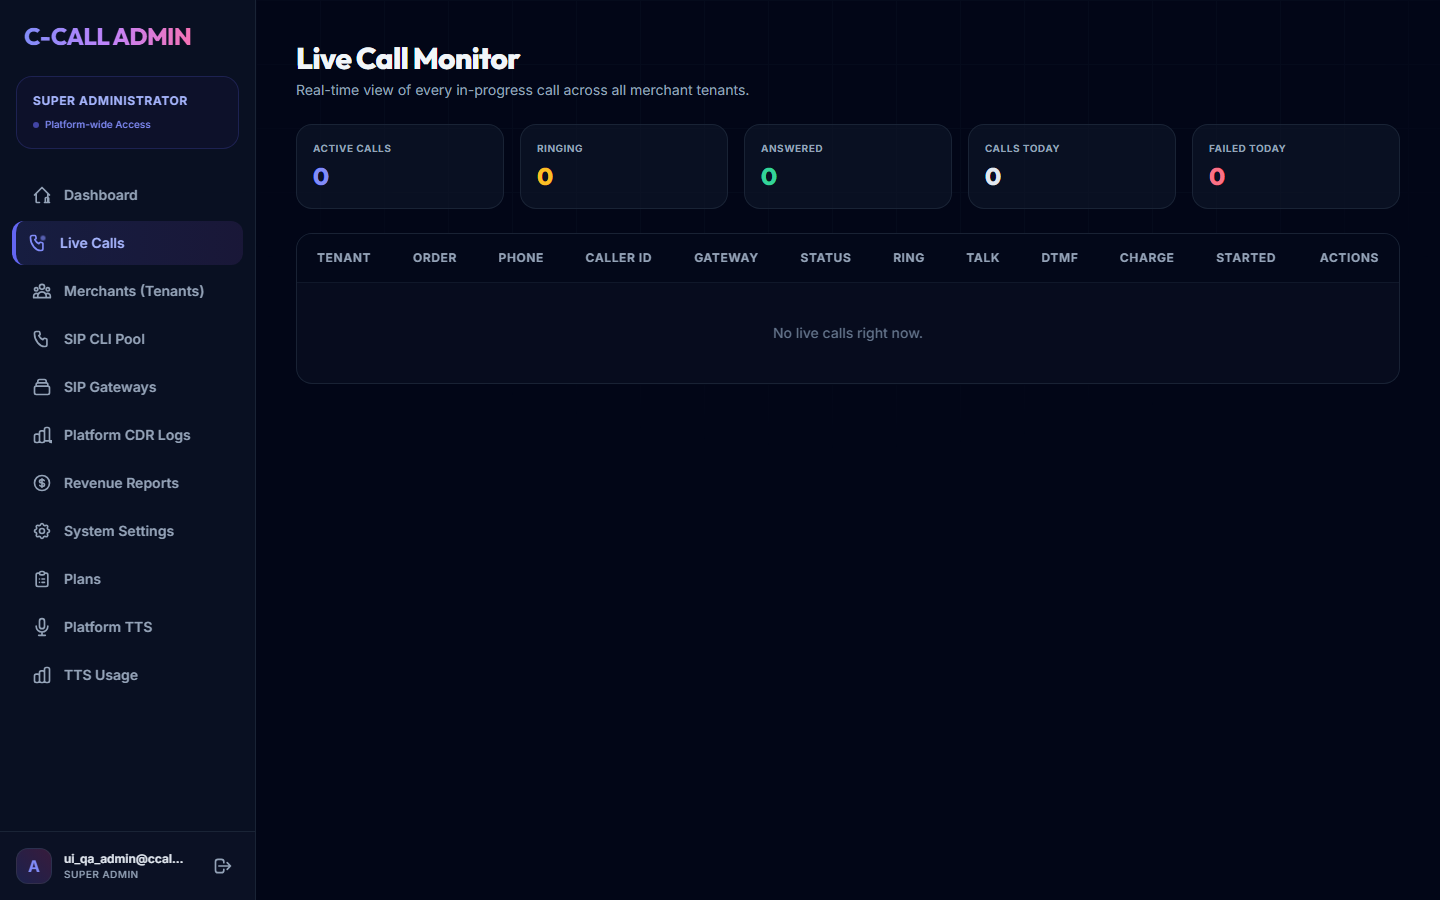 C-CALL ADMIN
SUPER ADMINISTRATOR
Platform-wide Access
Dashboard
Live Calls
Merchants (Tenants)
SIP CLI Pool
SIP Gateways
Platform CDR Logs
Revenue Reports
System Settings
Plans
Platform TTS
TTS Usage
A
ui_qa_admin@ccal...
SUPER ADMIN
Live Call Monitor
Real-time view of every in-progress call across all merchant tenants.
ACTIVE CALLS
0
RINGING
0
ANSWERED
0
CALLS TODAY
0
FAILED TODAY
0
TENANT ORDER PHONE CALLER ID GATEWAY STATUS RING TALK DTMF CHARGE STARTED ACTIONS
No live calls right now.